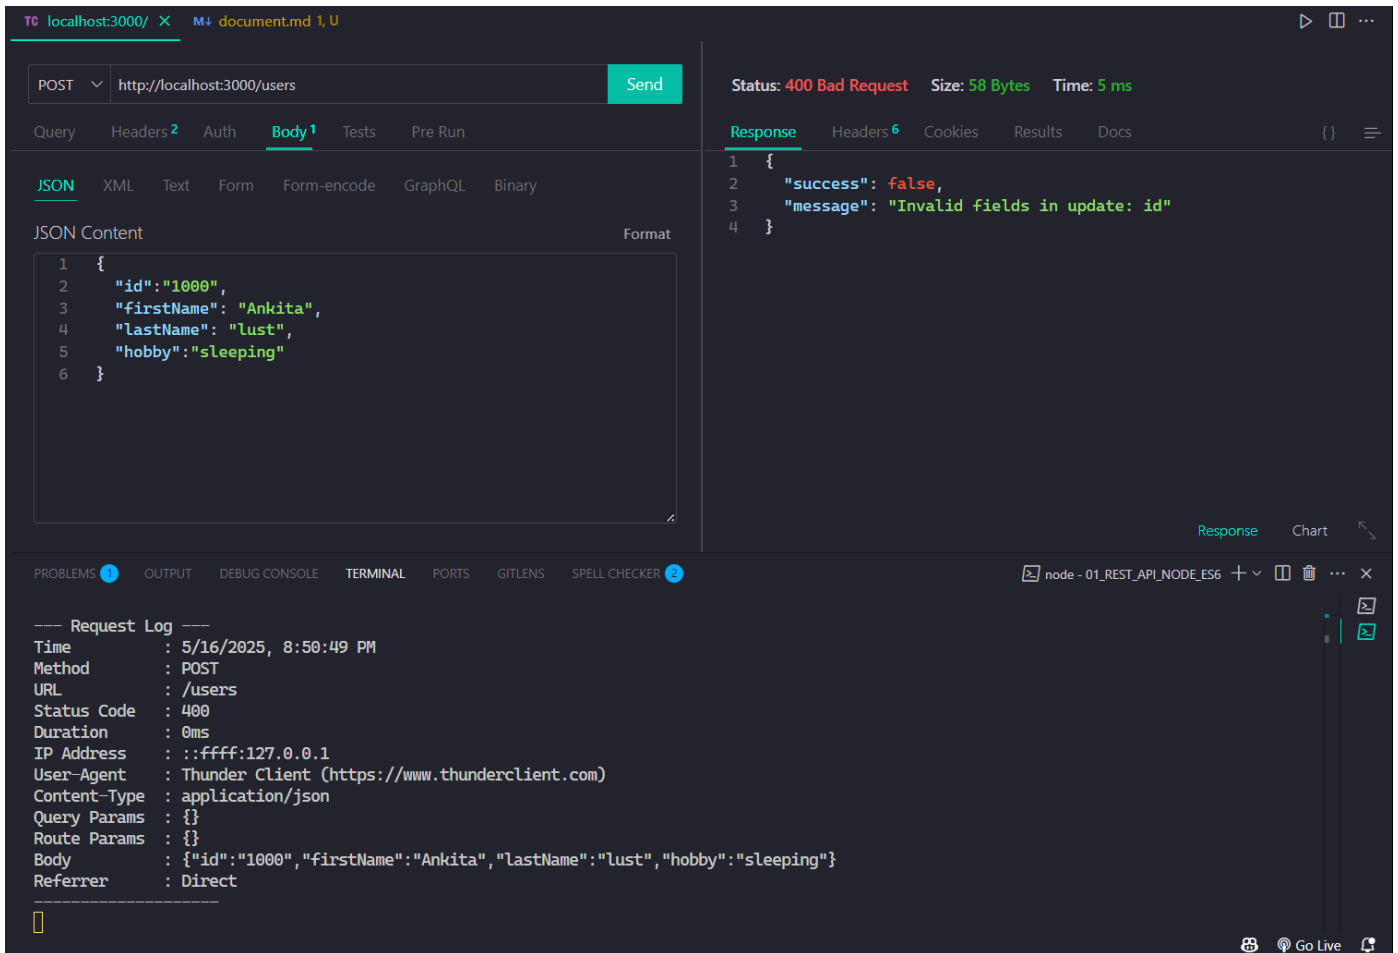 TC localhost:3000/ ×
M↓ document.md 1, U
POST http://localhost:3000/users Send
Query Headers 2 Auth Body 1 Tests Pre Run
JSON XML Text Form Form-encode GraphQL Binary
JSON Content Format
1 {
2 "id":"1000",
3 "firstName": "Ankita",
4 "lastName": "lust",
5 "hobby":"sleeping"
6 }
Status: 400 Bad Request Size: 58 Bytes Time: 5 ms
Response Headers 6 Cookies Results Docs { }
1 {
2 "success": false,
3 "message": "Invalid fields in update: id"
4 }
Response Chart
PROBLEMS 1 OUTPUT DEBUG CONSOLE TERMINAL PORTS GITLENS SPELL CHECKER 2
node - 01_REST_API_NODE_ES6
--- Request Log ---
Time : 5/16/2025, 8:50:49 PM
Method : POST
URL : /users
Status Code : 400
Duration : 0ms
IP Address : ::ffff:127.0.0.1
User-Agent : Thunder Client (https://www.thunderclient.com)
Content-Type : application/json
Query Params : {}
Route Params : {}
Body : {"id":"1000","firstName":"Ankita","lastName":"lust","hobby":"sleeping"}
Referrer : Direct
--------------------
Go Live